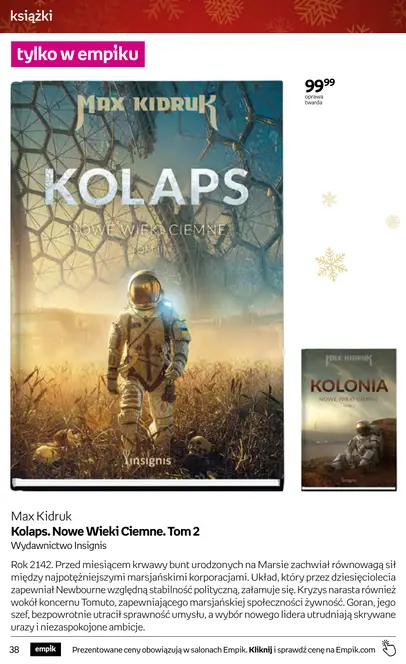 książki
tylko w empiku
MAX KIDRUK
KOLAPS
NOWE WIEKI CIEMNE
TOM II
insignis
99⁹⁹
oprawa
twarda
MAX KIDRUK
KOLONIA
NOWE WIEKI CIEMNE
insignis
Max Kidruk
Kolaps. Nowe Wieki Ciemne. Tom 2
Wydawnictwo Insignis
Rok 2142. Przed miesiącem krwawy bunt urodzonych na Marsie zachwiał równowagą sił
między najpotężniejszymi marsjańskimi korporacjami. Układ, który przez dziesięciolecia
zapewniał Newbourne względną stabilność polityczną, załamuje się. Kryzys narasta również
wokół koncernu Tomuto, zapewniającego marsjańskiej społeczności żywność. Goran, jego
szef, bezpowrotnie utracił sprawność umysłu, a wybór nowego lidera utrudniają skrywane
urazy i niezaspokojone ambicje.
38
empik
Prezentowane ceny obowiązują w salonach Empik. Kliknij i sprawdź cenę na Empik.com